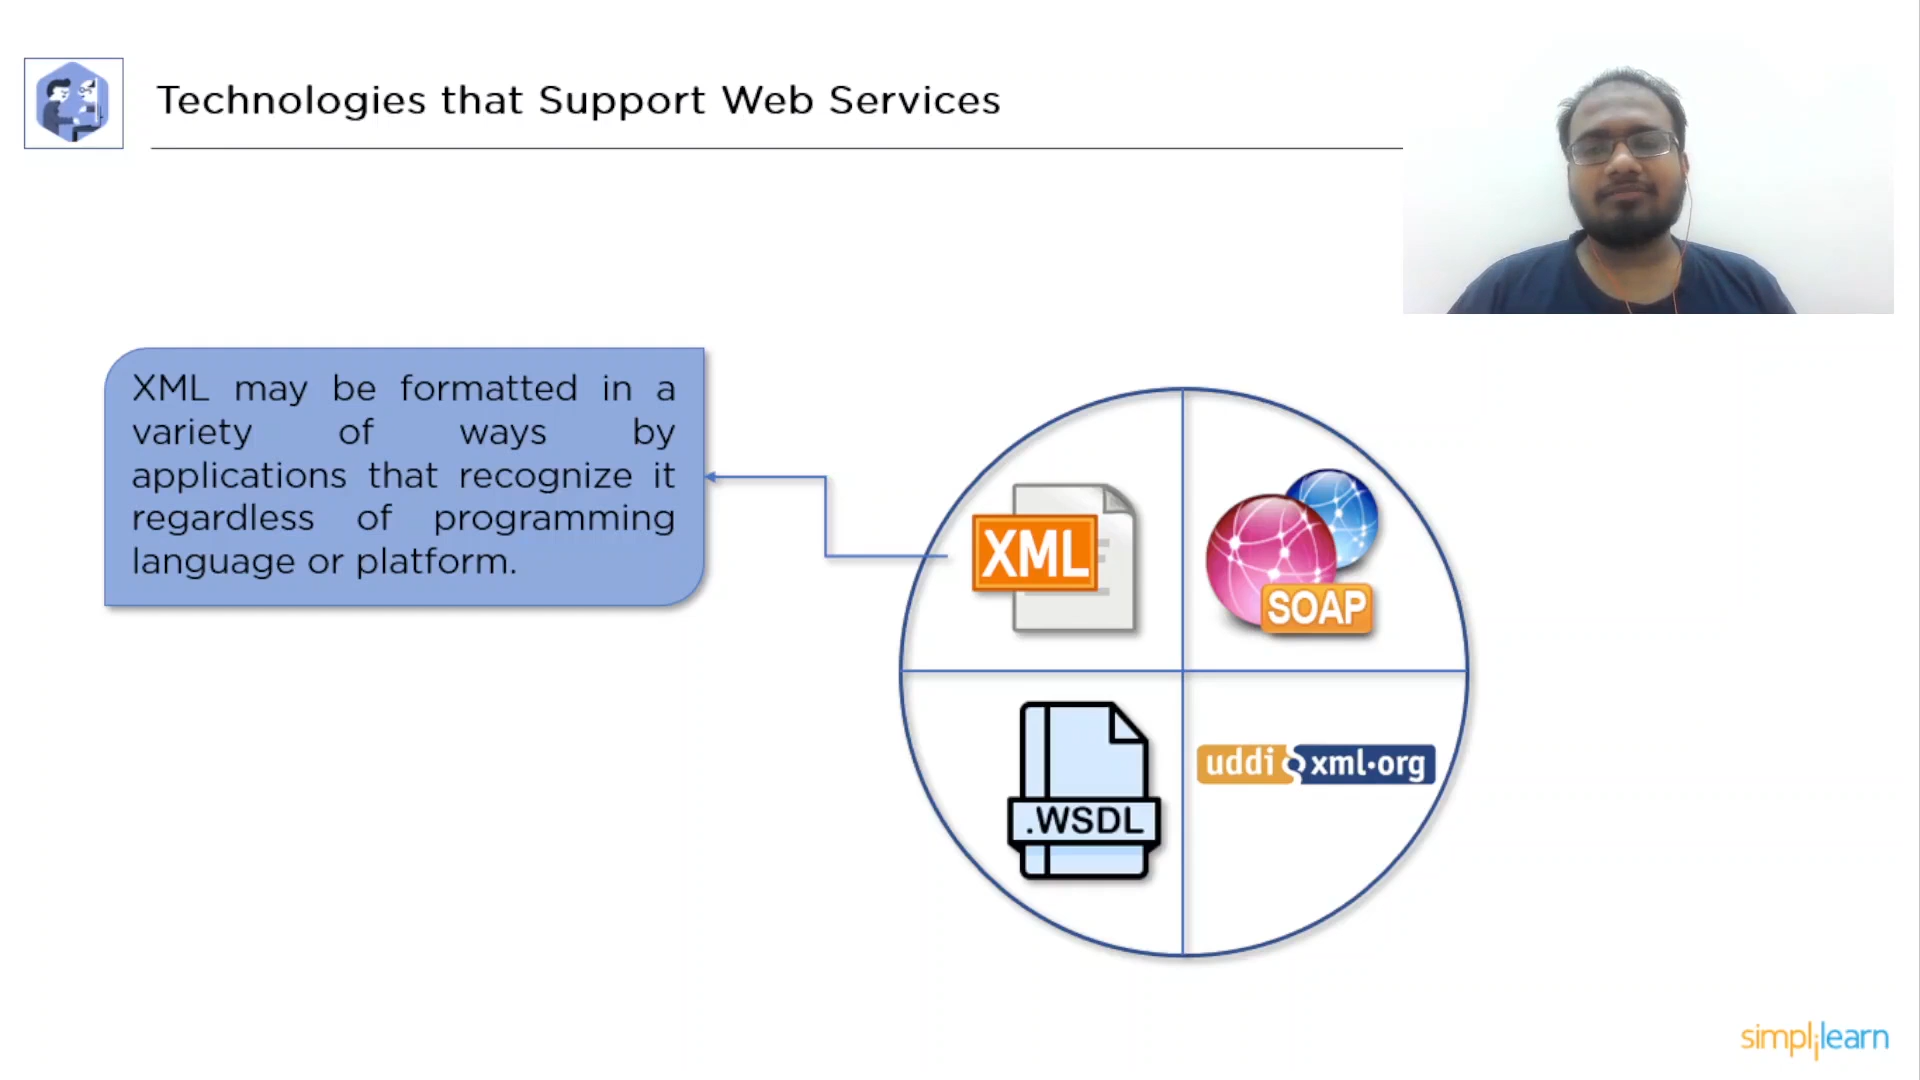 Technologies that Support Web Services
XML may be formatted in a
variety of ways by
applications that recognize it
regardless of programming
language or platform.
XML
SOAP
.WSDL
uddi xml·org
simplilearn